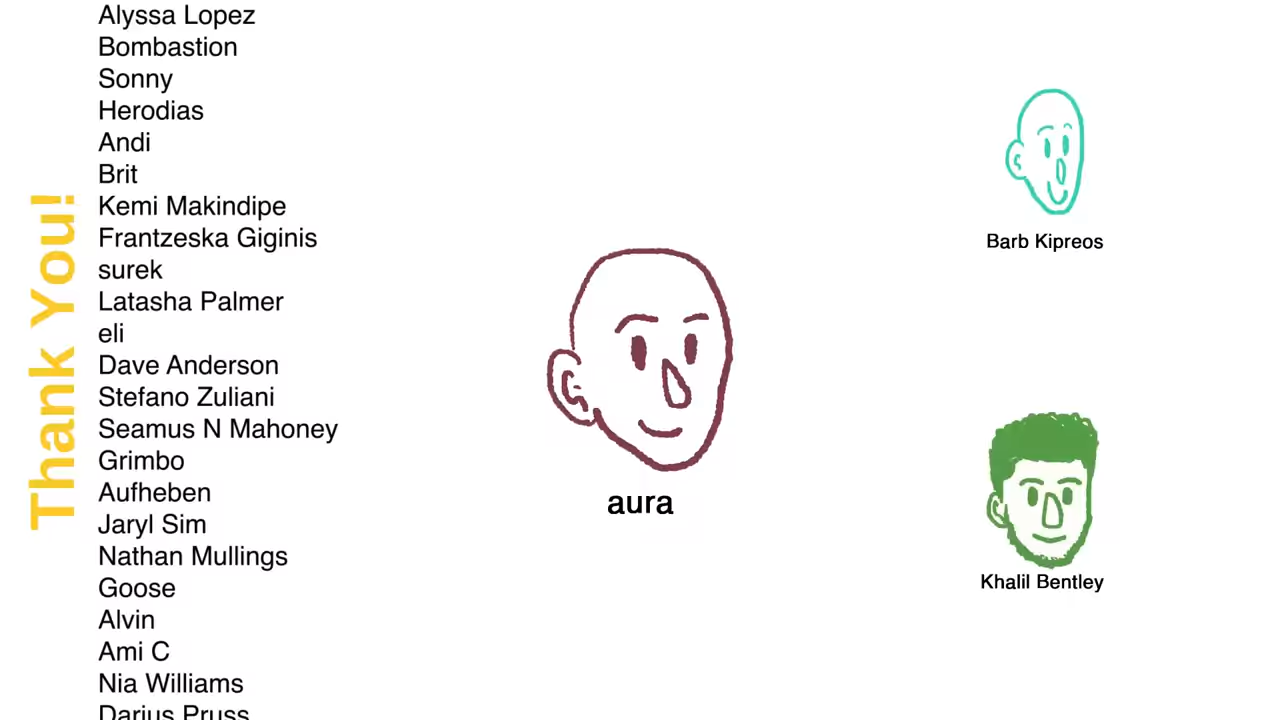 Thank You!
Alyssa Lopez
Bombastion
Sonny
Herodias
Andi
Brit
Kemi Makindipe
Frantzeska Giginis
surek
Latasha Palmer
eli
Dave Anderson
Stefano Zuliani
Seamus N Mahoney
Grimbo
Aufheben
Jaryl Sim
Nathan Mullings
Goose
Alvin
Ami C
Nia Williams
Darius Pruss
aura
Barb Kipreos
Khalil Bentley